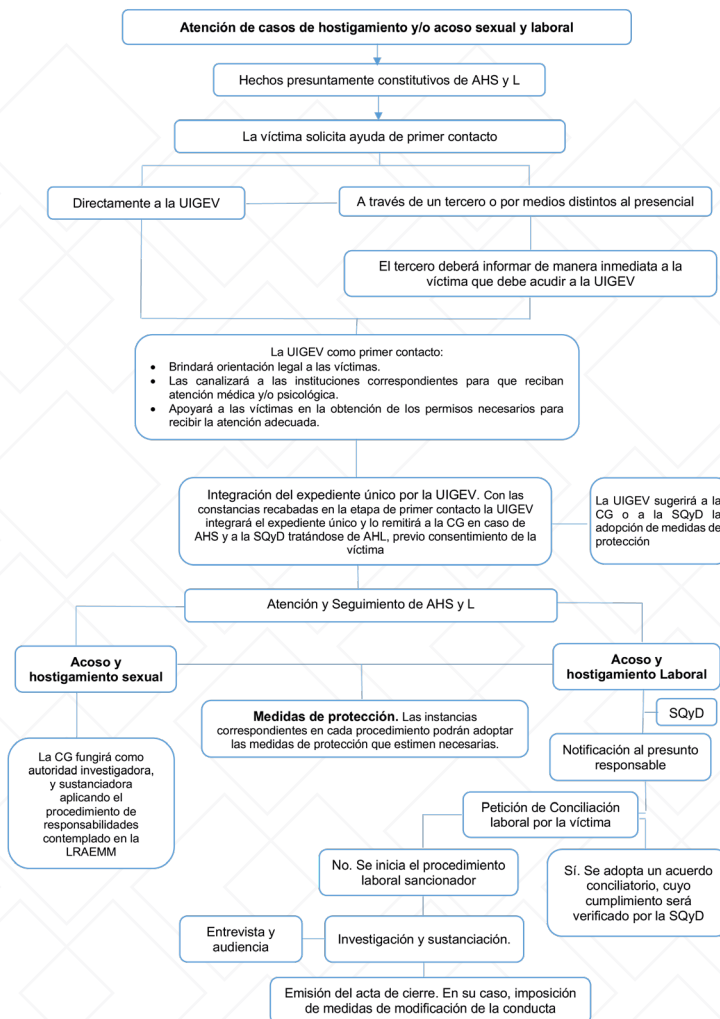 Atención de casos de hostigamiento y/o acoso sexual y laboral
Hechos presuntamente constitutivos de AHS y L
La víctima solicita ayuda de primer contacto
Directamente a la UIGEV
A través de un tercero o por medios distintos al presencial
El tercero deberá informar de manera inmediata a la
víctima que debe acudir a la UIGEV
La UIGEV como primer contacto:
• Brindará orientación legal a las víctimas.
• Las canalizará a las instituciones correspondientes para que reciban
atención médica y/o psicológica.
• Apoyará a las víctimas en la obtención de los permisos necesarios para
recibir la atención adecuada.
Integración del expediente único por la UIGEV. Con las
constancias recabadas en la etapa de primer contacto la UIGEV
integrará el expediente único y lo remitirá a la CG en caso de
AHS y a la SQyD tratándose de AHL, previo consentimiento de la
víctima
La UIGEV sugerirá a la
CG o a la SQyD la
adopción de medidas de
protección
Atención y Seguimiento de AHS y L
Acoso y
hostigamiento sexual
Acoso y
hostigamiento Laboral
Medidas de protección. Las instancias
correspondientes en cada procedimiento podrán adoptar
las medidas de protección que estimen necesarias.
SQyD
Notificación al presunto
responsable
La CG fungirá como
autoridad investigadora,
y sustanciadora
aplicando el
procedimiento de
responsabilidades
contemplado en la
LRAEMM
Petición de Conciliación
laboral por la víctima
No. Se inicia el procedimiento
laboral sancionador
Sí. Se adopta un acuerdo
conciliatorio, cuyo
cumplimiento será
verificado por la SQyD
Entrevista y
audiencia
Investigación y sustanciación.
Emisión del acta de cierre. En su caso, imposición
de medidas de modificación de la conducta